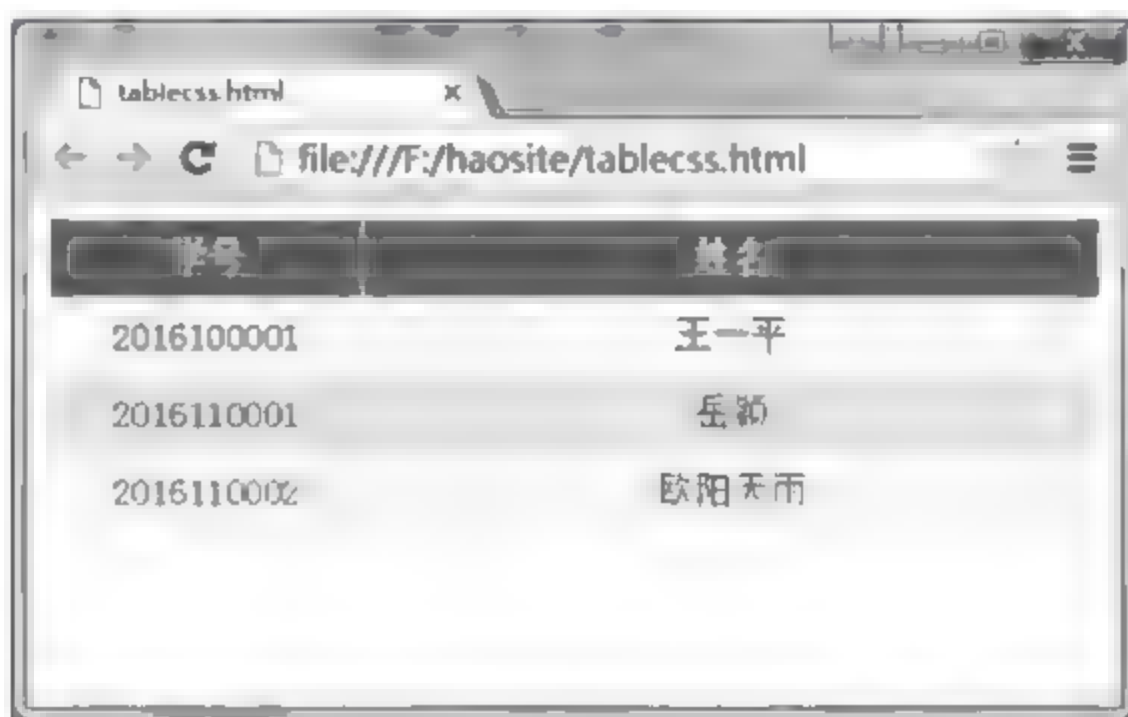 tablecss.html
file:///F:/haosite/tablecss.html
学号 姓名
2016100001 王一平
2016110001 岳颖
2016110002 欧阳天雨